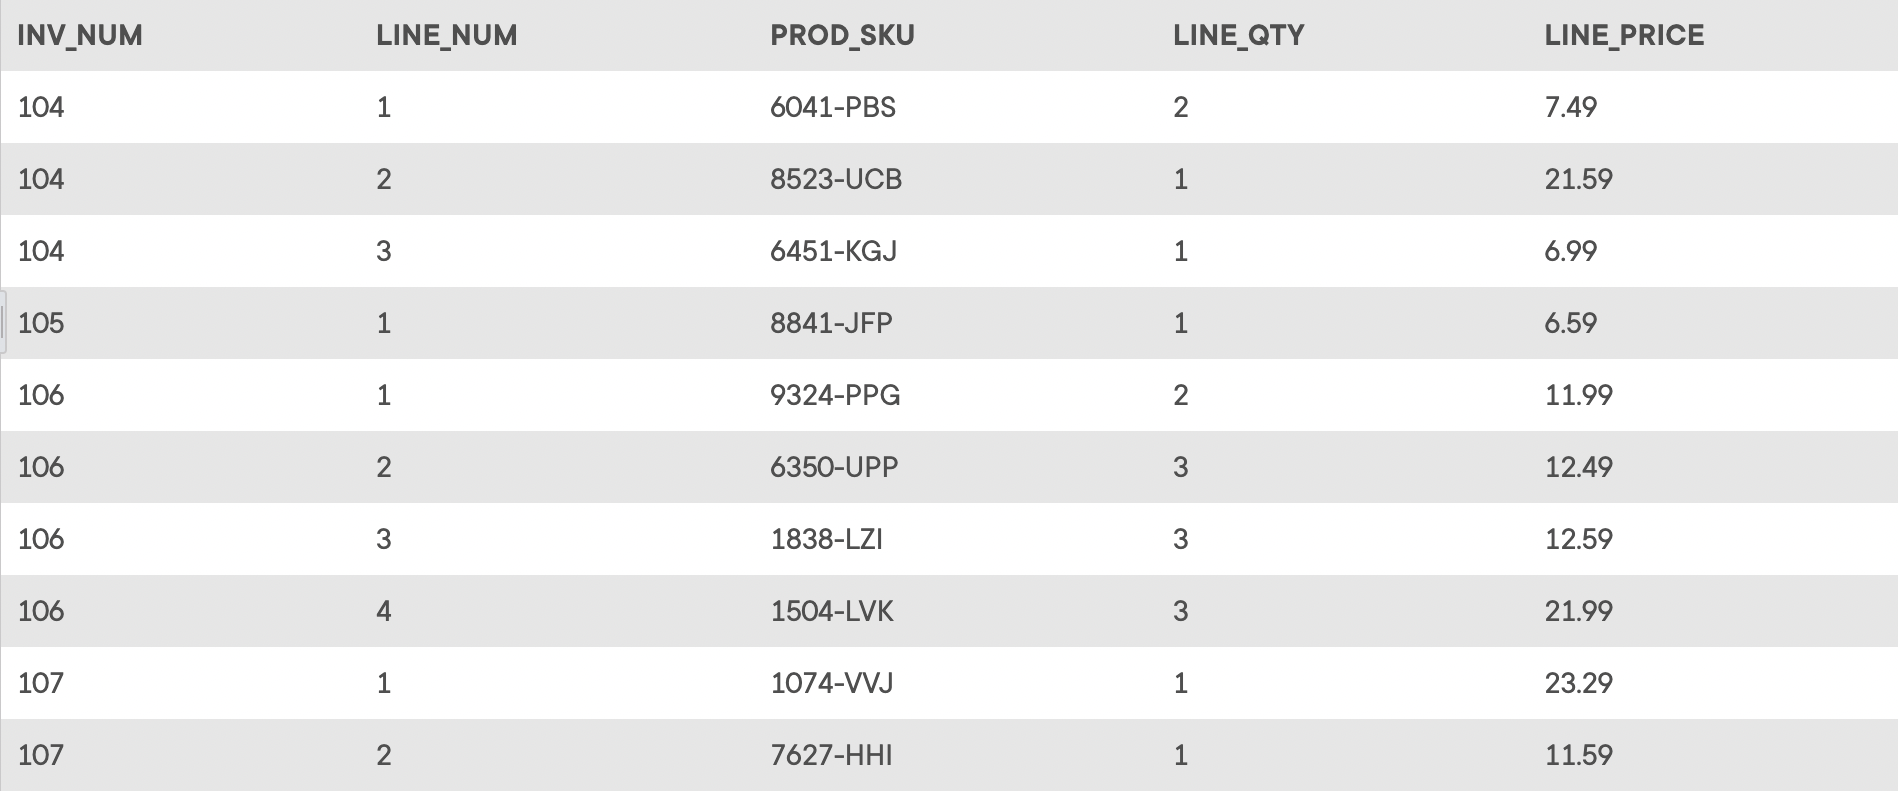 INV_NUM LINE_NUM PROD_SKU LINE_QTY LINE_PRICE
104 1 6041-PBS 2 7.49
104 2 8523-UCB 1 21.59
104 3 6451-KGJ 1 6.99
105 1 8841-JFP 1 6.59
106 1 9324-PPG 2 11.99
106 2 6350-UPP 3 12.49
106 3 1838-LZI 3 12.59
106 4 1504-LVK 3 21.99
107 1 1074-VVJ 1 23.29
107 2 7627-HHI 1 11.59